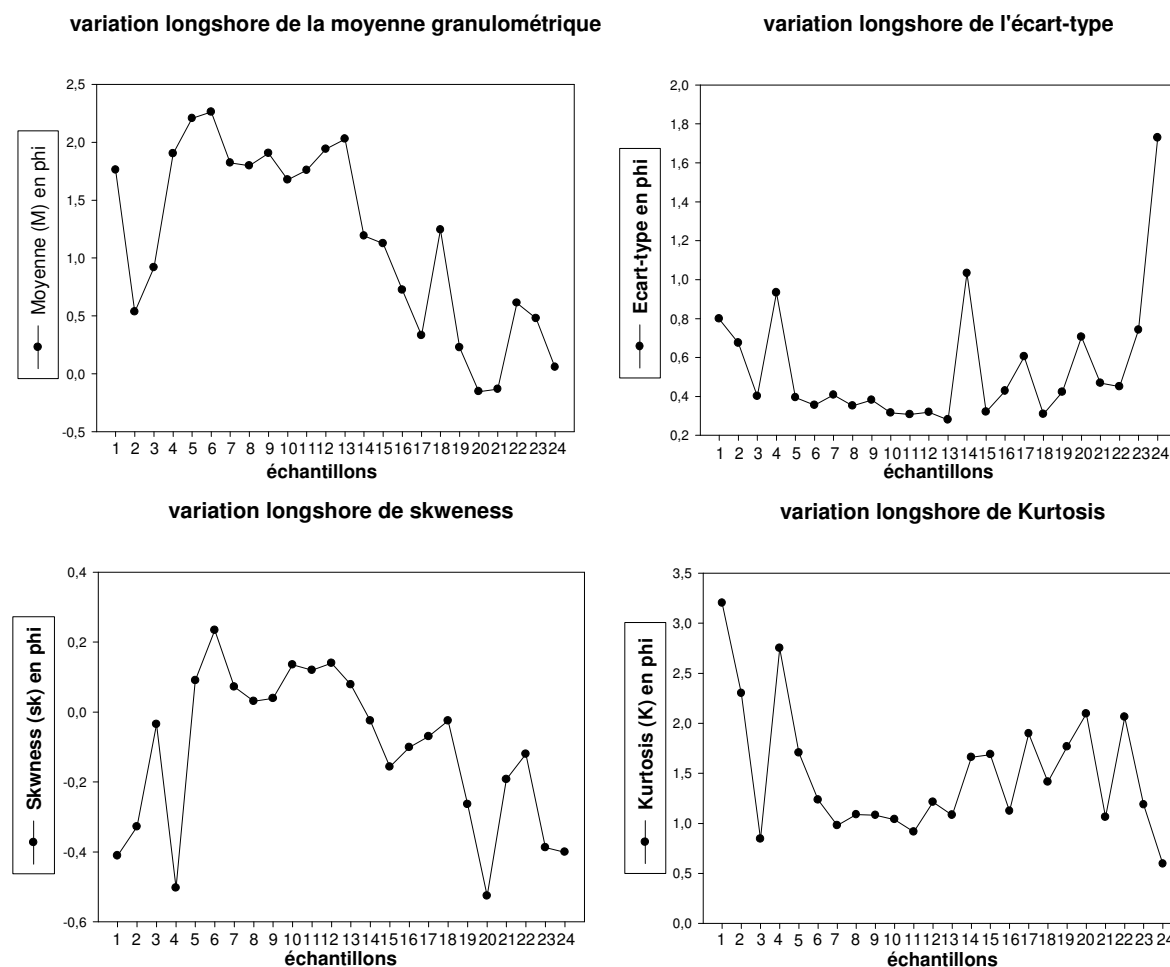 variation longshore de la moyenne granulométrique
variation longshore de l'écart-type
Moyenne (M) en phi
2,5
2,0
1,5
1,0
0,5
0,0
-0,5
1 2 3 4 5 6 7 8 9 10 11 12 13 14 15 16 17 18 19 20 21 22 23 24
échantillons
Ecart-type en phi
2,0
1,8
1,6
1,4
1,2
1,0
0,8
0,6
0,4
0,2
1 2 3 4 5 6 7 8 9 10 11 12 13 14 15 16 17 18 19 20 21 22 23 24
échantillons
variation longshore de skweness
variation longshore de Kurtosis
Skwness (sk) en phi
0,4
0,2
0,0
-0,2
-0,4
-0,6
1 2 3 4 5 6 7 8 9 10 11 12 13 14 15 16 17 18 19 20 21 22 23 24
échantillons
Kurtosis (K) en phi
3,5
3,0
2,5
2,0
1,5
1,0
0,5
0,0
1 2 3 4 5 6 7 8 9 10 11 12 13 14 15 16 17 18 19 20 21 22 23 24
échantillons